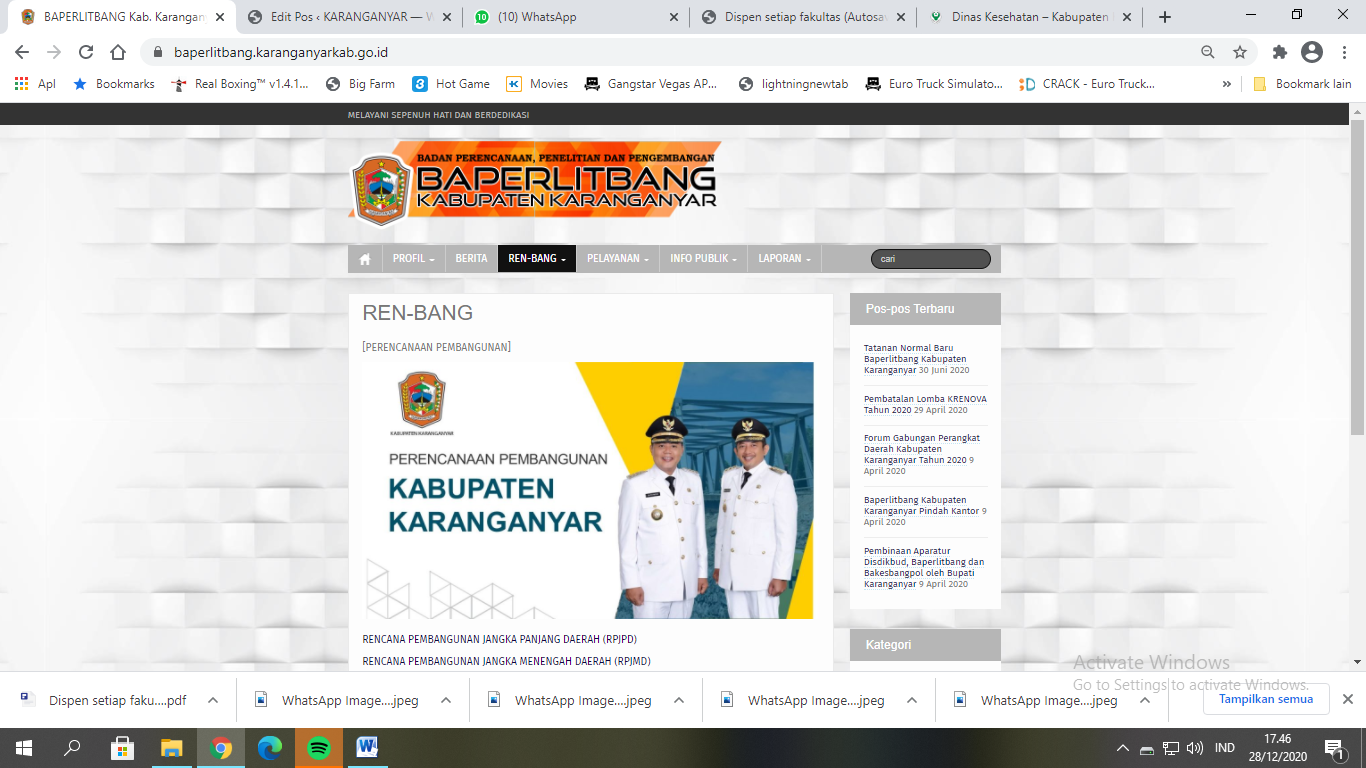 BAPERLITBANG Kab. Karangany
Edit Pos ‹ KARANGANYAR — W
(10) WhatsApp
Dispen setiap fakultas (Autosav
Dinas Kesehatan – Kabupaten
baperlitbang.karanganyarkab.go.id
Apl
Bookmarks
Real Boxing™ v1.4.1...
Big Farm
Hot Game
Movies
Gangstar Vegas AP...
lightningnewtab
Euro Truck Simulato...
CRACK - Euro Truck...
»
Bookmark lain
MELAYANI SEPENUH HATI DAN BERDEDIKASI
BADAN PERENCANAAN, PENELITIAN DAN PENGEMBANGAN
BAPERLITBANG
KABUPATEN KARANGANYAR
PROFIL
BERITA
REN-BANG
PELAYANAN
INFO PUBLIK
LAPORAN
cari
REN-BANG
[PERENCANAAN PEMBANGUNAN]
KABUPATEN KARANGANYAR
PERENCANAAN PEMBANGUNAN
KABUPATEN
KARANGANYAR
RENCANA PEMBANGUNAN JANGKA PANJANG DAERAH (RPJPD)
RENCANA PEMBANGUNAN JANGKA MENENGAH DAERAH (RPJMD)
Pos-pos Terbaru
Tatanan Normal Baru
Baperlitbang Kabupaten
Karanganyar 30 Juni 2020
Pembatalan Lomba KRENOVA
Tahun 2020 29 April 2020
Forum Gabungan Perangkat
Daerah Kabupaten
Karanganyar Tahun 2020 9
April 2020
Baperlitbang Kabupaten
Karanganyar Pindah Kantor 9
April 2020
Pembinaan Aparatur
Disdikbud, Baperlitbang dan
Bakesbangpol oleh Bupati
Karanganyar 9 April 2020
Kategori
Activate Windows
Go to Settings to activate Windows.
Dispen setiap faku....pdf
WhatsApp Image....jpeg
WhatsApp Image....jpeg
WhatsApp Image....jpeg
WhatsApp Image....jpeg
Tampilkan semua
IND
17.46
28/12/2020
1